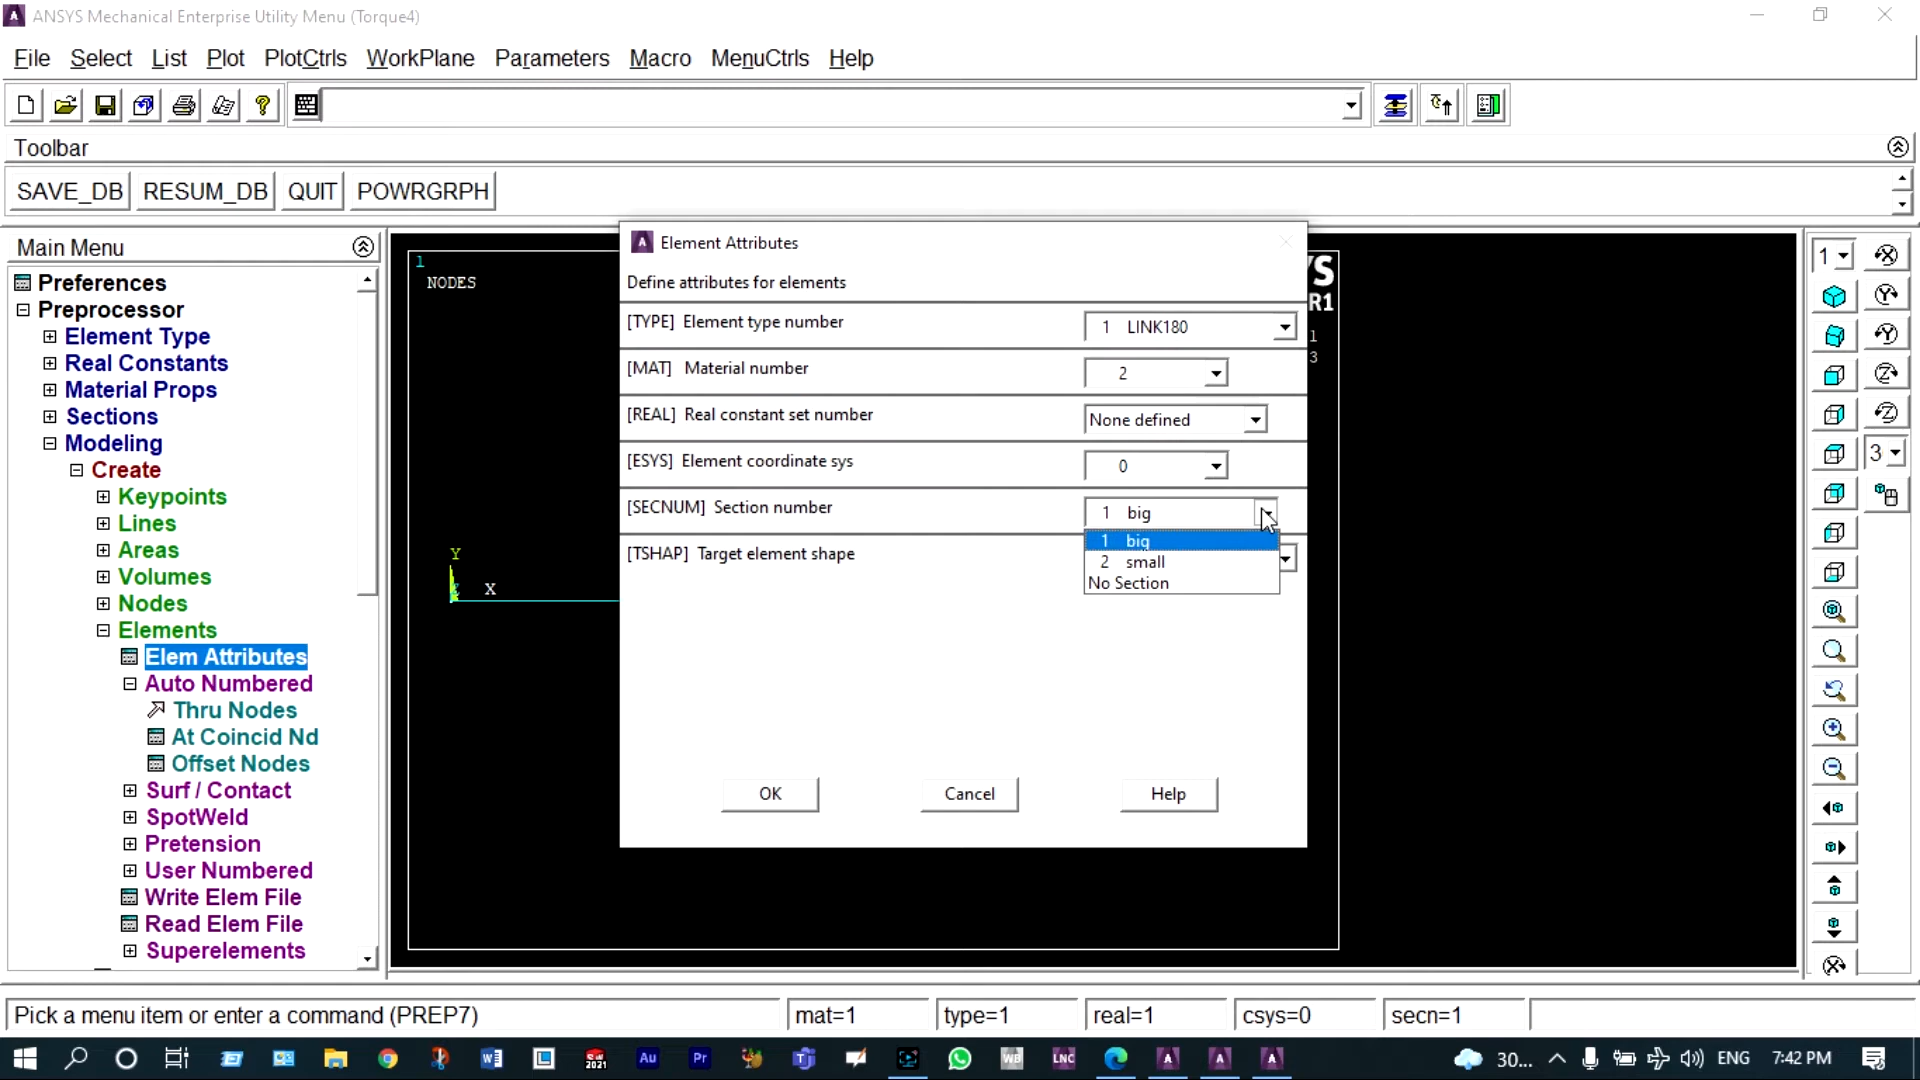 ANSYS Mechanical Enterprise Utility Menu (Torque4)
File Select List Plot PlotCtrls WorkPlane Parameters Macro MenuCtrls Help
Toolbar
SAVE_DB RESUM_DB QUIT POWRGRPH
Main Menu
Preferences
Preprocessor
Element Type
Real Constants
Material Props
Sections
Modeling
Create
Keypoints
Lines
Areas
Volumes
Nodes
Elements
Elem Attributes
Auto Numbered
Thru Nodes
At Coincid Nd
Offset Nodes
Surf / Contact
SpotWeld
Pretension
User Numbered
Write Elem File
Read Elem File
Superelements
1
NODES
Y
X
Element Attributes
Define attributes for elements
[TYPE] Element type number 1 LINK180
[MAT] Material number 2
[REAL] Real constant set number None defined
[ESYS] Element coordinate sys 0
[SECNUM] Section number 1 big
1 big
2 small
No Section
[TSHAP] Target element shape
OK Cancel Help
YS
R1
1
3
1
3
Pick a menu item or enter a command (PREP7) mat=1 type=1 real=1 csys=0 secn=1
30... ENG 7:42 PM